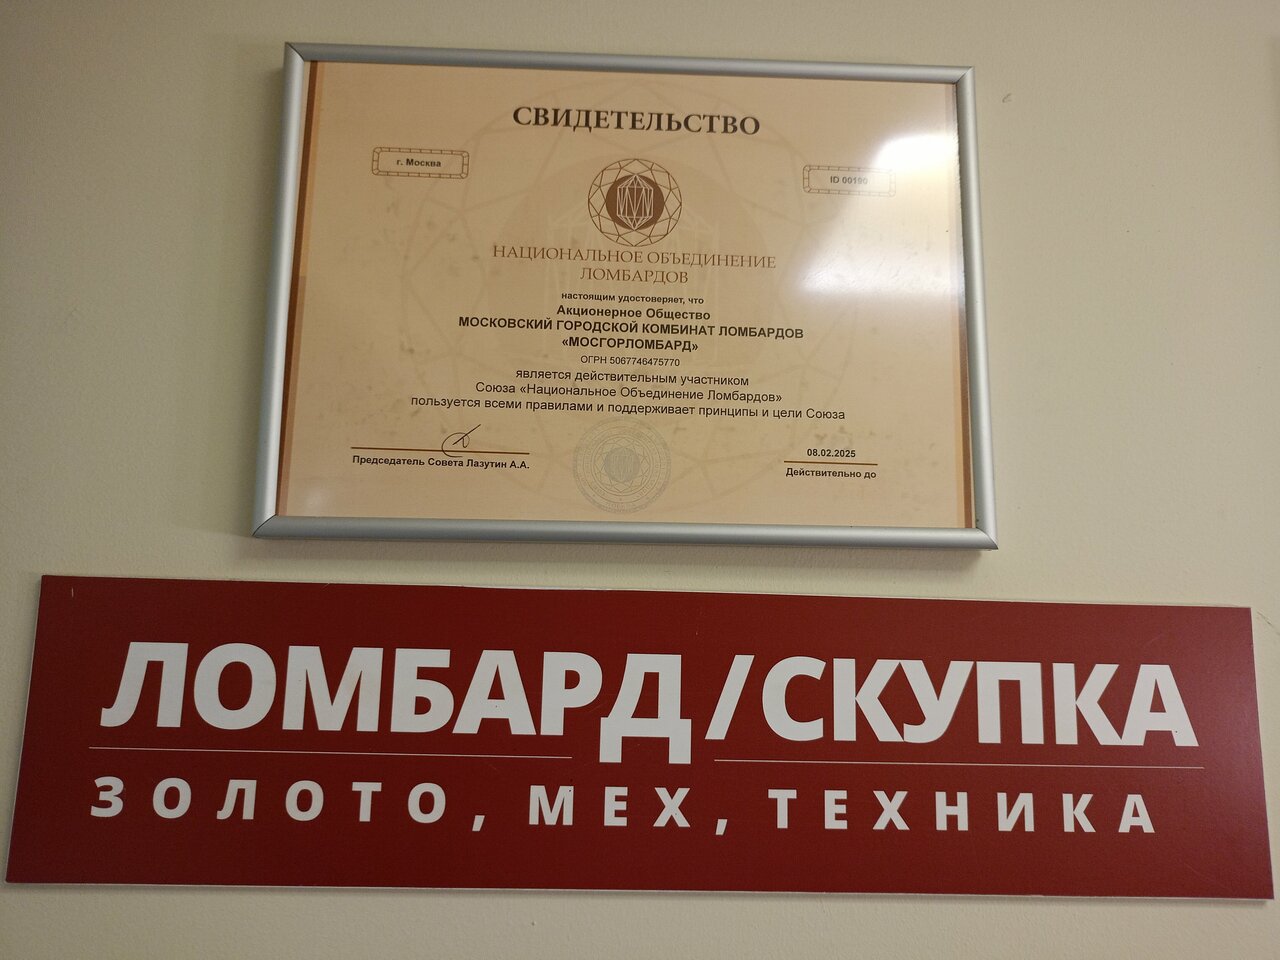 СВИДЕТЕЛЬСТВО
г. Москва
ID 00190
НАЦИОНАЛЬНОЕ ОБЪЕДИНЕНИЕ
ЛОМБАРДОВ
настоящим удостоверяет, что
Акционерное Общество
МОСКОВСКИЙ ГОРОДСКОЙ КОМБИНАТ ЛОМБАРДОВ
«МОСГОРЛОМБАРД»
ОГРН 5067746475770
является действительным участником
Союза «Национальное Объединение Ломбардов»
пользуется всеми правилами и поддерживает принципы и цели Союза
Председатель Совета Лазутин А.А.
08.02.2025
Действительно до
ЛОМБАРД/СКУПКА
ЗОЛОТО, МЕХ, ТЕХНИКА